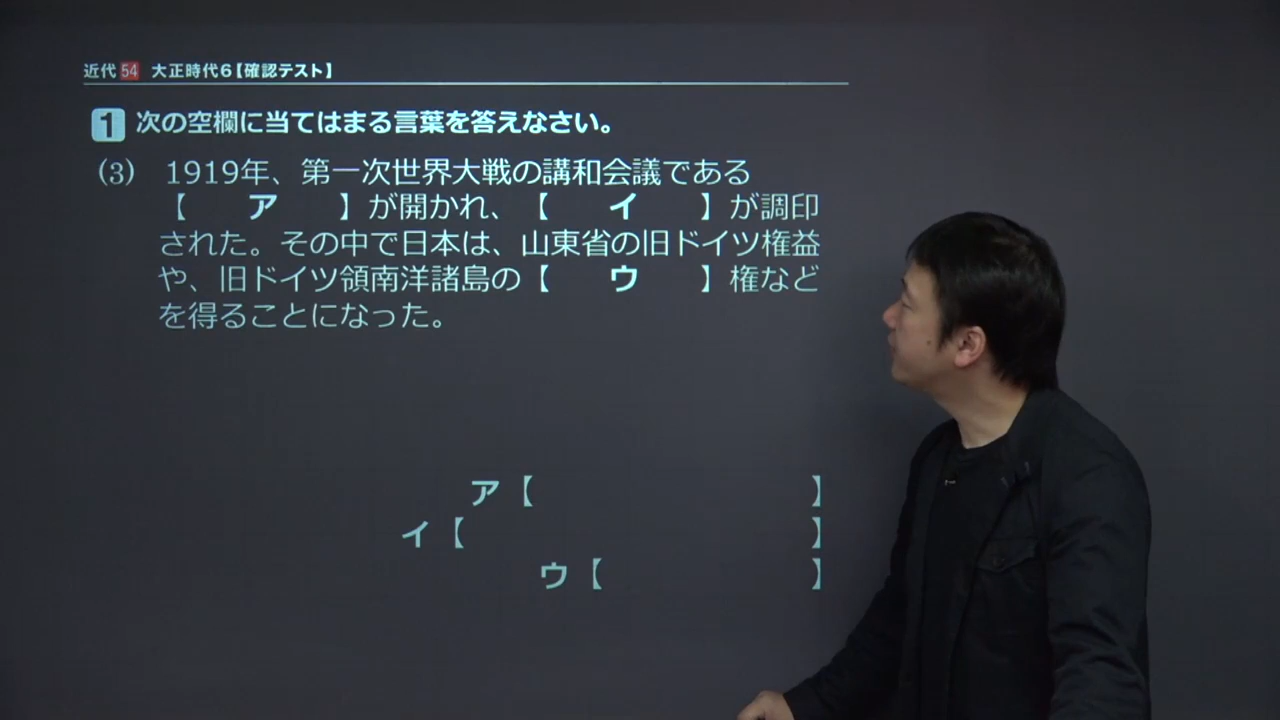 近代54 大正時代6【確認テスト】
1 次の空欄に当てはまる言葉を答えなさい。
(3) 1919年、第一次世界大戦の講和会議である
【 ア 】が開かれ、【 イ 】が調印
された。その中で日本は、山東省の旧ドイツ権益
や、旧ドイツ領南洋諸島の【 ウ 】権など
を得ることになった。
ア【 】
イ【 】
ウ【 】